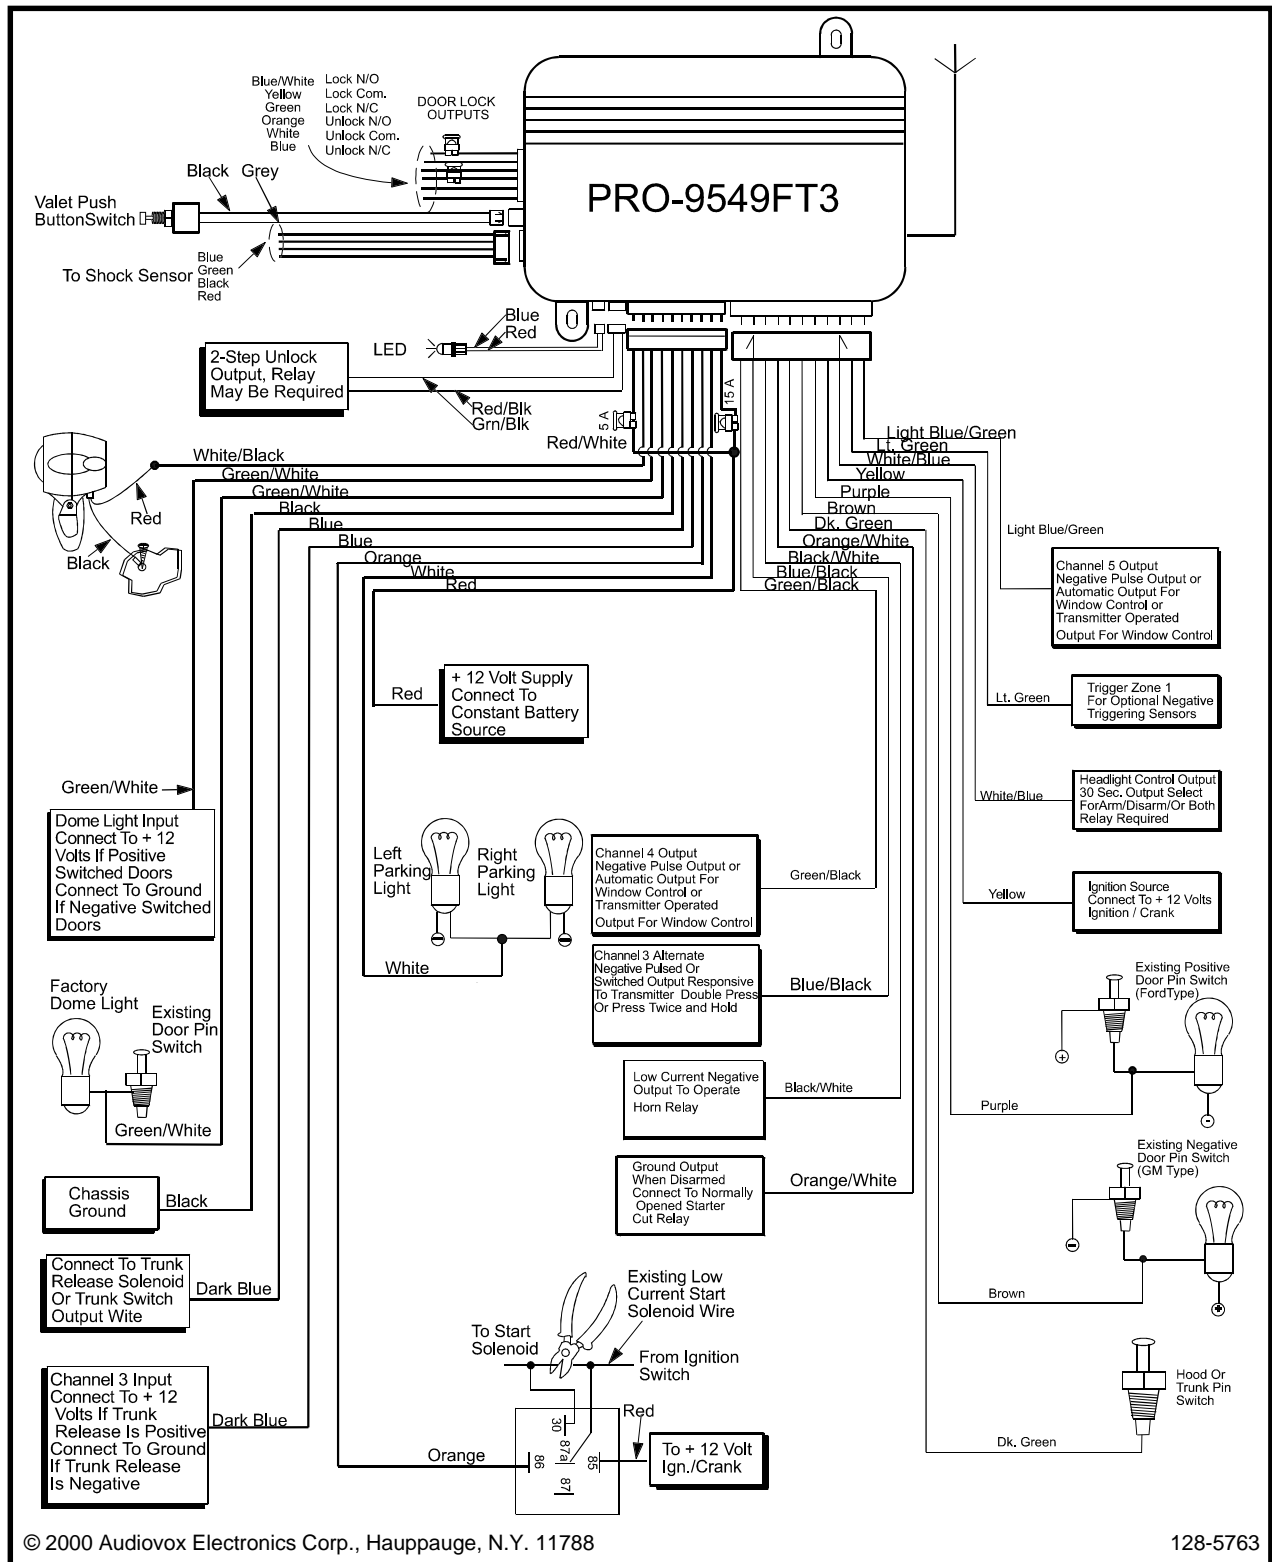 Blue/White Lock N/O
Yellow Lock Com.
Green Lock N/C
Orange Unlock N/O
White Unlock Com.
Blue Unlock N/C
DOOR LOCK
OUTPUTS
PRO-9549FT3
Black Grey
Valet Push
ButtonSwitch
To Shock Sensor
Blue
Green
Black
Red
Blue
Red
LED
2-Step Unlock
Output, Relay
May Be Required
Red/Blk
Grn/Blk
5 A
15 A
Red/White
White/Black
Green/White
Green/White
Black
Blue
Blue
Orange
White
Red
Red
Black
Light Blue/Green
Lt. Green
White/Blue
Yellow
Purple
Brown
Dk. Green
Orange/White
Black/White
Blue/Black
Green/Black
Light Blue/Green
Channel 5 Output
Negative Pulse Output or
Automatic Output For
Window Control or
Transmitter Operated
Output For Window Control
Red
+ 12 Volt Supply
Connect To
Constant Battery
Source
Lt. Green
Trigger Zone 1
For Optional Negative
Triggering Sensors
White/Blue
Headlight Control Output
30 Sec. Output Select
ForArm/Disarm/Or Both
Relay Required
Green/White
Dome Light Input
Connect To + 12
Volts If Positive
Switched Doors
Connect To Ground
If Negative Switched
Doors
Left
Parking
Light
Right
Parking
Light
White
Channel 4 Output
Negative Pulse Output or
Automatic Output For
Window Control or
Transmitter Operated
Output For Window Control
Green/Black
Yellow
Ignition Source
Connect To + 12 Volts
Ignition / Crank
Channel 3 Alternate
Negative Pulsed Or
Switched Output Responsive
To Transmitter Double Press
Or Press Twice and Hold
Blue/Black
Existing Positive
Door Pin Switch
(FordType)
+
Purple
-
Factory
Dome Light
Existing
Door Pin
Switch
Green/White
Low Current Negative
Output To Operate
Horn Relay
Black/White
Existing Negative
Door Pin Switch
(GM Type)
Brown
Chassis
Ground
Black
Ground Output
When Disarmed
Connect To Normally
Opened Starter
Cut Relay
Orange/White
Connect To Trunk
Release Solenoid
Or Trunk Switch
Output Wite
Dark Blue
Existing Low
Current Start
Solenoid Wire
To Start
Solenoid
From Ignition
Switch
Hood Or
Trunk Pin
Switch
Dk. Green
Channel 3 Input
Connect To + 12
Volts If Trunk
Release Is Positive
Connect To Ground
If Trunk Release
Is Negative
Dark Blue
Orange
30
87a
86
85
87
Red
To + 12 Volt
Ign./Crank
© 2000 Audiovox Electronics Corp., Hauppauge, N.Y. 11788
128-5763